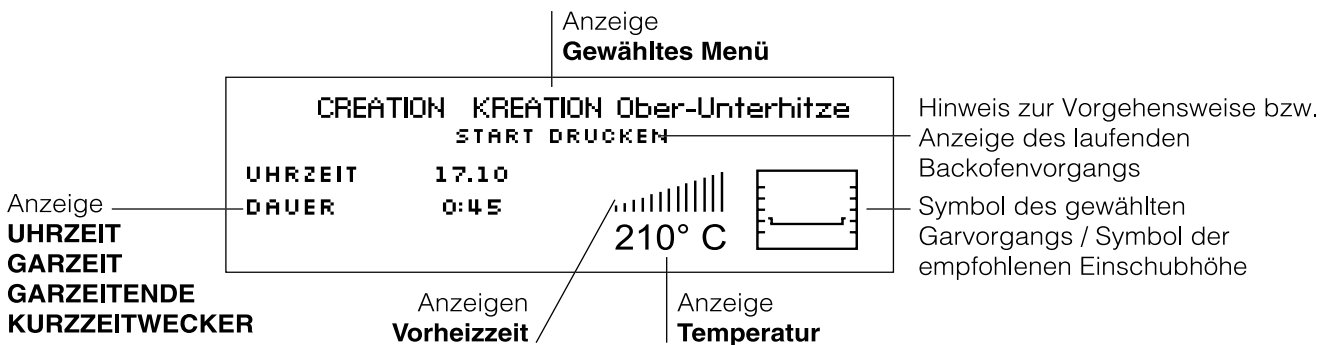 Anzeige
Gewähltes Menü
CREATION KREATION Ober-Unterhitze
START DRUCKEN
UHRZEIT 17.10
DAUER 0:45
210° C
Hinweis zur Vorgehensweise bzw.
Anzeige des laufenden
Backofenvorgangs
Symbol des gewählten
Garvorgangs / Symbol der
empfohlenen Einschubhöhe
Anzeige
UHRZEIT
GARZEIT
GARZEITENDE
KURZZEITWECKER
Anzeigen
Vorheizzeit
Anzeige
Temperatur